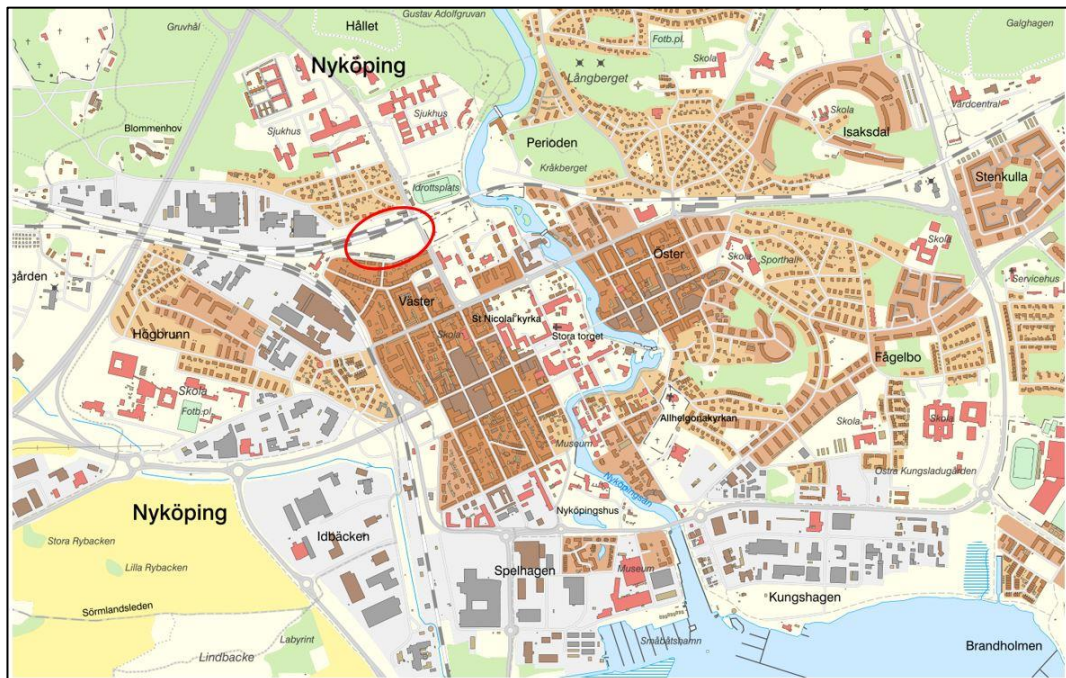 Gustav Adolfgruvan
Hållet
Gruvhål
Galghagen
Fotb.pl.
Skola
Nyköping
Långberget
Skola
Vårdcentral
Blommenhov
Sjukhus
Sjukhus
Perioden
Isaksdal
Kråkberget
Stenkulla
Idrottsplats
gården
Öster
Skola
Sporthall
Skola
Servicehus
Väster
St Nicolai kyrka
Högbrunn
Skola
Stora torget
Fågelbo
Skola
Fotb.pl.
Allhelgonakyrkan
Skola
Skola
Museum
Östra Kungsladugården
Nyköpingsån
Nyköping
Nyköpingshus
Stora Rybacken
Idbäcken
Lilla Rybacken
Spelhagen
Museum
Kungshagen
Sörmlandsleden
Labyrint
Småbåtshamn
Lindbacke
Brandholmen